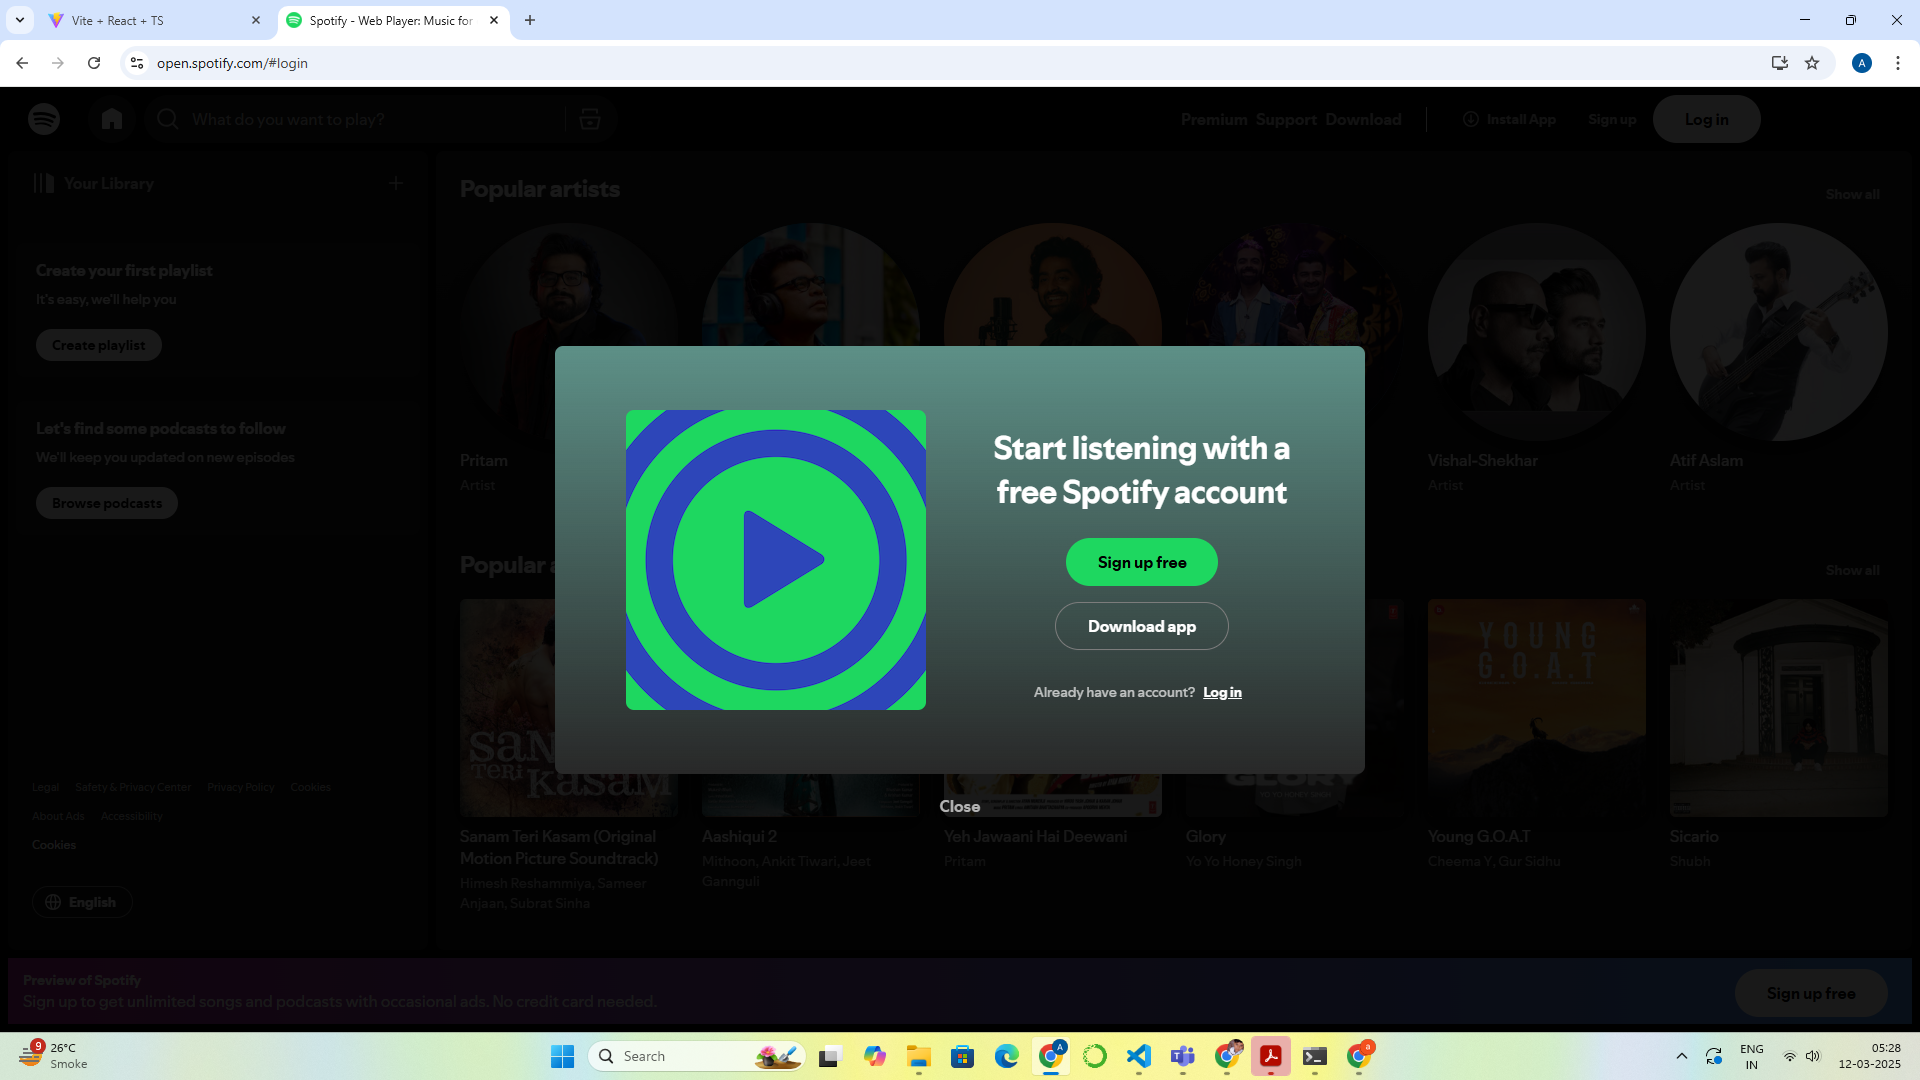 Vite + React + TS
Spotify - Web Player: Music for
open.spotify.com/#login
A
What do you want to play?
Premium Support Download
Install App
Sign up
Log in
Your Library
Create your first playlist
It's easy, we'll help you
Create playlist
Let's find some podcasts to follow
We'll keep you updated on new episodes
Browse podcasts
Legal Safety & Privacy Center Privacy Policy Cookies
About Ads Accessibility
Cookies
English
Popular artists
Show all
Pritam
Artist
Vishal-Shekhar
Artist
Atif Aslam
Artist
Popular a
Show all
Start listening with a
free Spotify account
Sign up free
Download app
Already have an account? Log in
Close
SANAM
TERI KASAM
GLORY
YOUNG
G.O.A.T
Sanam Teri Kasam (Original
Motion Picture Soundtrack)
Himesh Reshammiya, Sameer
Anjaan, Subrat Sinha
Aashiqui 2
Mithoon, Ankit Tiwari, Jeet
Gannguli
Yeh Jawaani Hai Deewani
Pritam
Glory
Yo Yo Honey Singh
Young G.O.A.T
Cheema Y, Gur Sidhu
Sicario
Shubh
Preview of Spotify
Sign up to get unlimited songs and podcasts with occasional ads. No credit card needed.
Sign up free
9
26°C
Smoke
Search
A
a
ENG
IN
05:28
12-03-2025